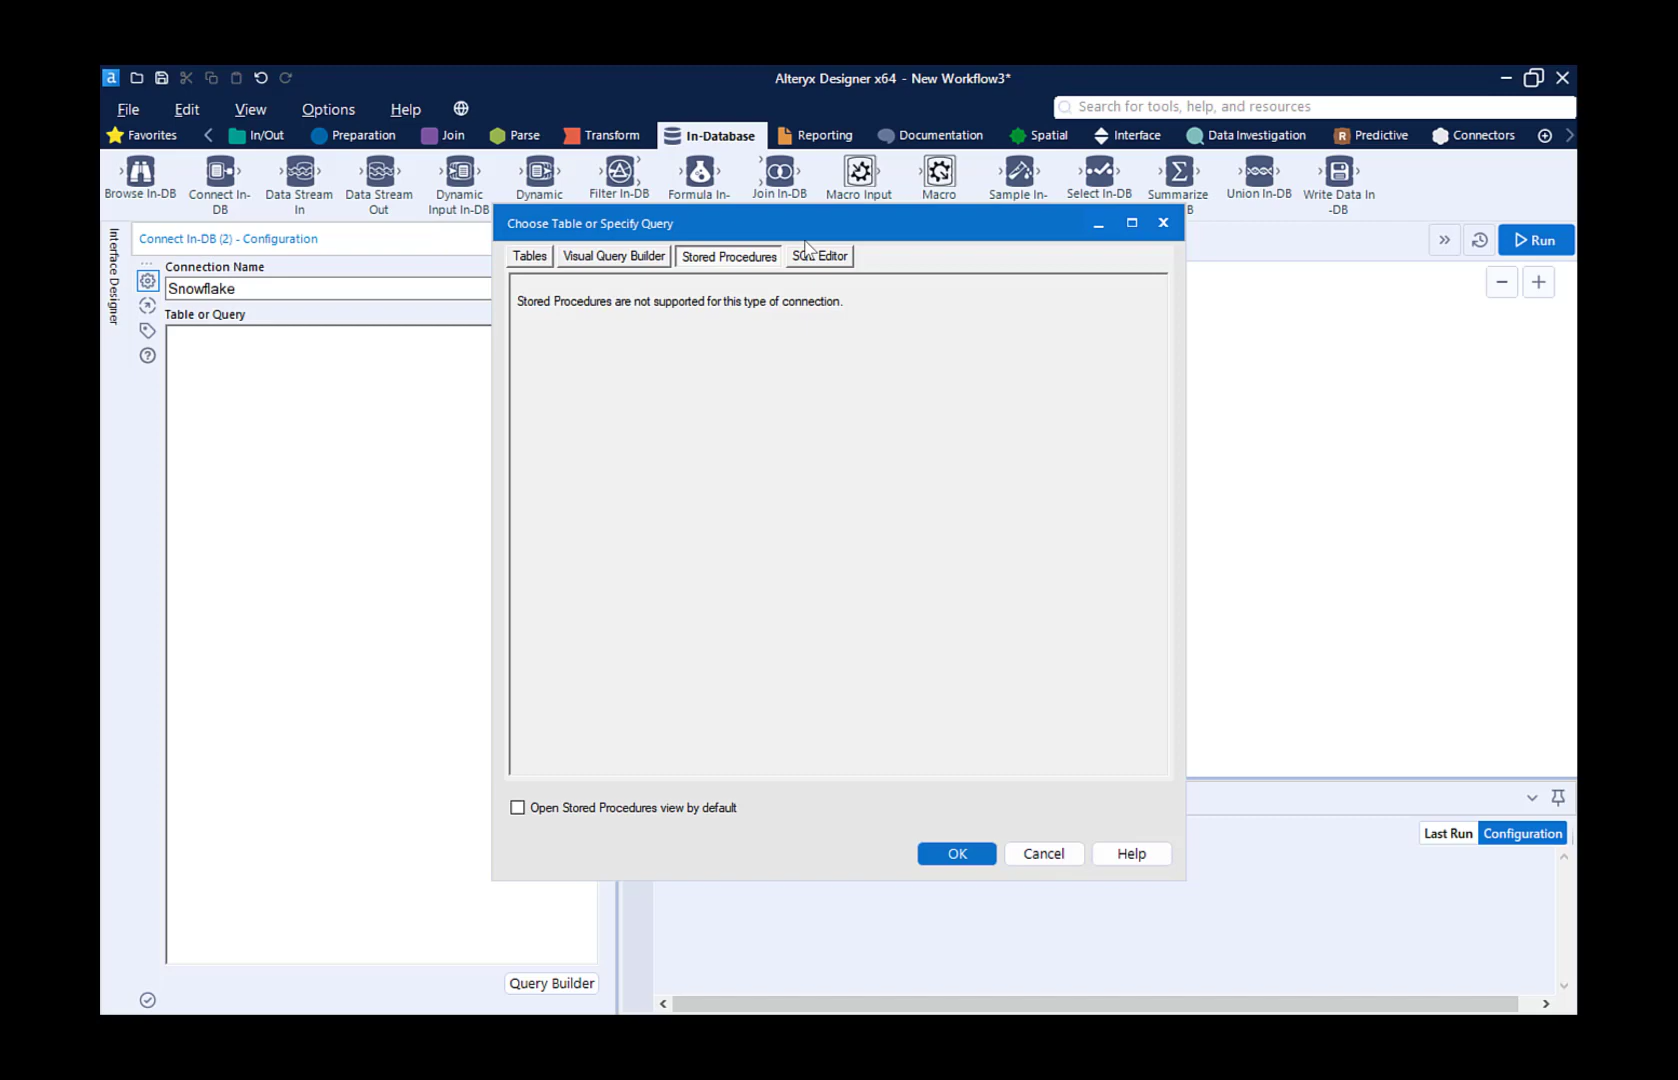 a
Alteryx Designer x64 - New Workflow3*
File Edit View Options Help
Search for tools, help, and resources
Favorites In/Out Preparation Join Parse Transform In-Database Reporting Documentation Spatial Interface Data Investigation R Predictive Connectors
Browse In-DB Connect In-DB Data Stream In Data Stream Out Dynamic Input In-DB Dynamic Filter In-DB Formula In- Join In-DB Macro Input Macro Sample In- Select In-DB Summarize B Union In-DB Write Data In-DB
Interface Designer
Connect In-DB (2) - Configuration
Connection Name
Snowflake
Table or Query
Choose Table or Specify Query
Tables Visual Query Builder Stored Procedures Editor
Stored Procedures are not supported for this type of connection.
Open Stored Procedures view by default
OK Cancel Help
Run
Last Run Configuration
Query Builder